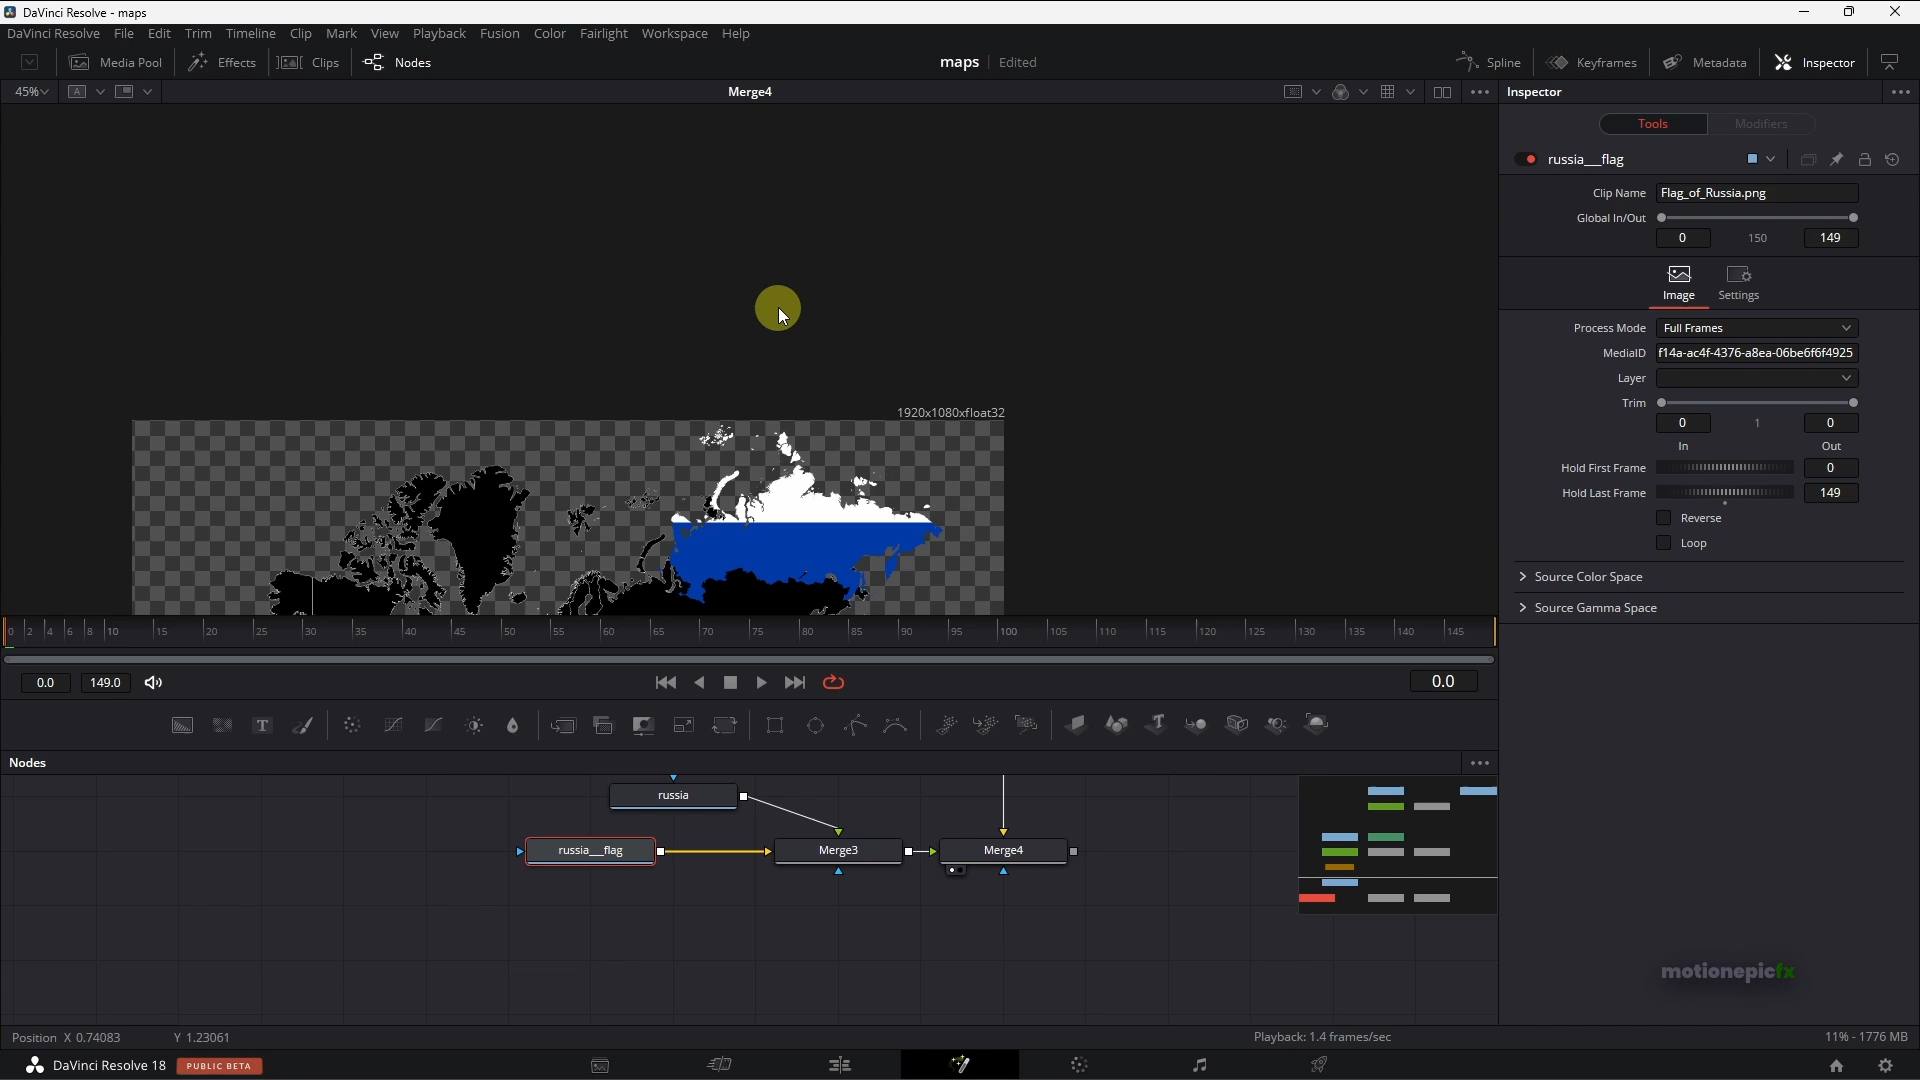 DaVinci Resolve - maps
DaVinci Resolve File Edit Trim Timeline Clip Mark View Playback Fusion Color Fairlight Workspace Help
Media Pool Effects Clips Nodes maps Edited Spline Keyframes Metadata Inspector
45% A Merge4 Inspector
Tools Modifiers
russia__flag
Clip Name Flag_of_Russia.png
Global In/Out
0 150 149
Image Settings
Process Mode Full Frames
MediaID f14a-ac4f-4376-a8ea-06be6f6f4925
Layer
Trim
0 1 0
In Out
Hold First Frame 0
Hold Last Frame 149
Reverse
Loop
Source Color Space
Source Gamma Space
1920x1080xfloat32
0 2 4 6 8 10 15 20 25 30 35 40 45 50 55 60 65 70 75 80 85 90 95 100 105 110 115 120 125 130 135 140 145
0.0 149.0 0.0
Nodes
russia
russia__flag Merge3 Merge4
motionepicfx
Position X 0.74083 Y 1.23061 Playback: 1.4 frames/sec 11% - 1776 MB
DaVinci Resolve 18 PUBLIC BETA